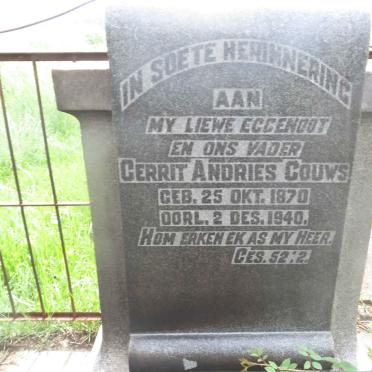 IN SOETE HERINNERING
AAN
MY LIEWE EGGENOOT
EN ONS VADER
GERRIT ANDRIES GOUWS
GEB. 25 OKT. 1870
OORL. 2 DES. 1940.
HOM ERKEN EK AS MY HEER.
GES. 52:2.